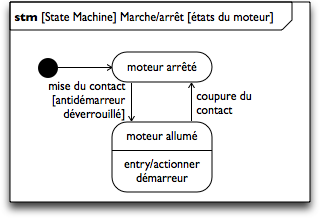 stm [State Machine] Marche/arrêt [états du moteur]
moteur arrêté
mise du contact
[antidémarreur
déverrouillé]
coupure du
contact
moteur allumé
entry/actionner
démarreur